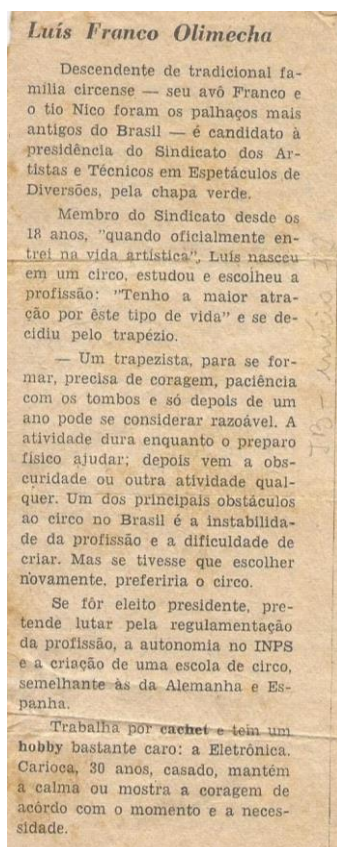 Luís Franco Olimecha
Descendente de tradicional fa-
mília circense — seu avô Franco e
o tio Nico foram os palhaços mais
antigos do Brasil — é candidato à
presidência do Sindicato dos Ar-
tistas e Técnicos em Espetáculos de
Diversões, pela chapa verde.
Membro do Sindicato desde os
18 anos, "quando oficialmente en-
trei na vida artística", Luís nasceu
em um circo, estudou e escolheu a
profissão: "Tenho a maior atra-
ção por êste tipo de vida" e se de-
cidiu pelo trapézio.
— Um trapezista, para se for-
mar, precisa de coragem, paciência
com os tombos e só depois de um
ano pode se considerar razoável. A
atividade dura enquanto o preparo
físico ajudar; depois vem a obs-
curidade ou outra atividade qual-
quer. Um dos principais obstáculos
ao circo no Brasil é a instabilida-
de da profissão e a dificuldade de
criar. Mas se tivesse que escolher
novamente, preferiria o circo.
Se fôr eleito presidente, pre-
tende lutar pela regulamentação
da profissão, a autonomia no INPS
e a criação de uma escola de circo,
semelhante às da Alemanha e Es-
panha.
Trabalha por cachet e tem um
hobby bastante caro: a Eletrônica.
Carioca, 30 anos, casado, mantém
a calma ou mostra a coragem de
acôrdo com o momento e a neces-
sidade.
JB -